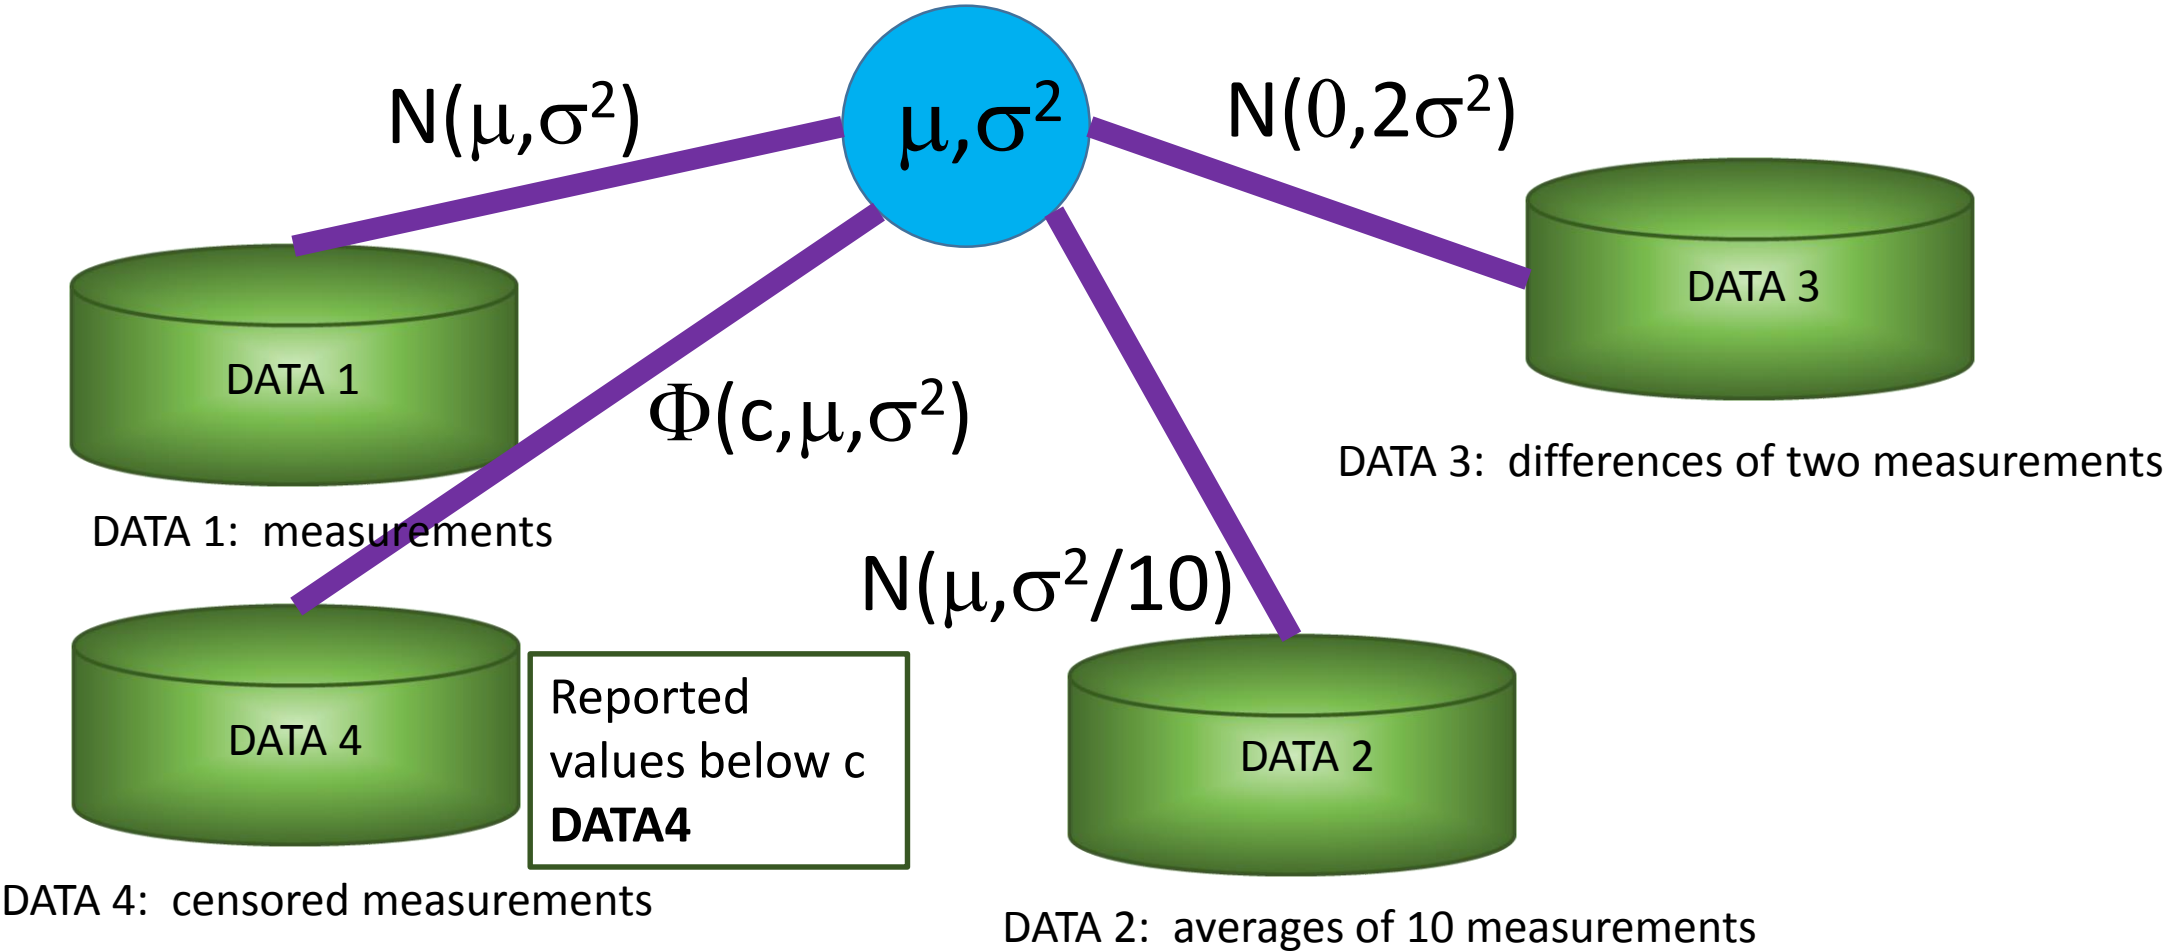 μ,σ²
N(μ,σ²)
N(0,2σ²)
DATA 3
DATA 1
Φ(c,μ,σ²)
DATA 3:  differences of two measurements
DATA 1:  measurements
N(μ,σ²/10)
DATA 4
Reported
values below c
DATA4
DATA 2
DATA 4:  censored measurements
DATA 2:  averages of 10 measurements